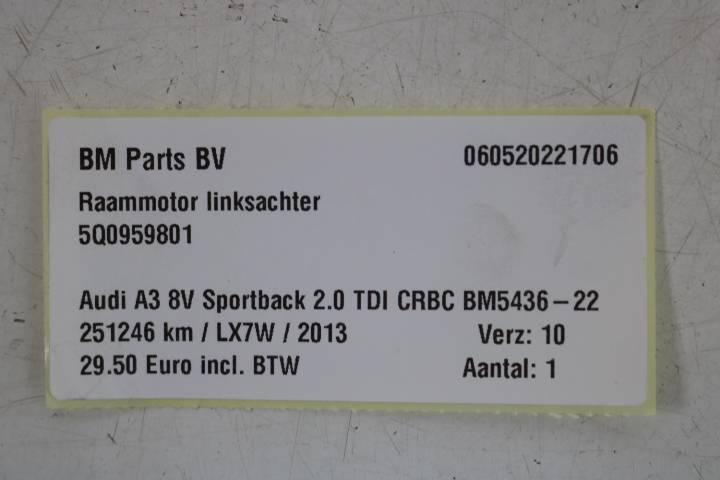 BM Parts BV 060520221706
Raammotor linksachter
5Q0959801
Audi A3 8V Sportback 2.0 TDI CRBC BM5436-22
251246 km / LX7W / 2013 Verz: 10
29.50 Euro incl. BTW Aantal: 1